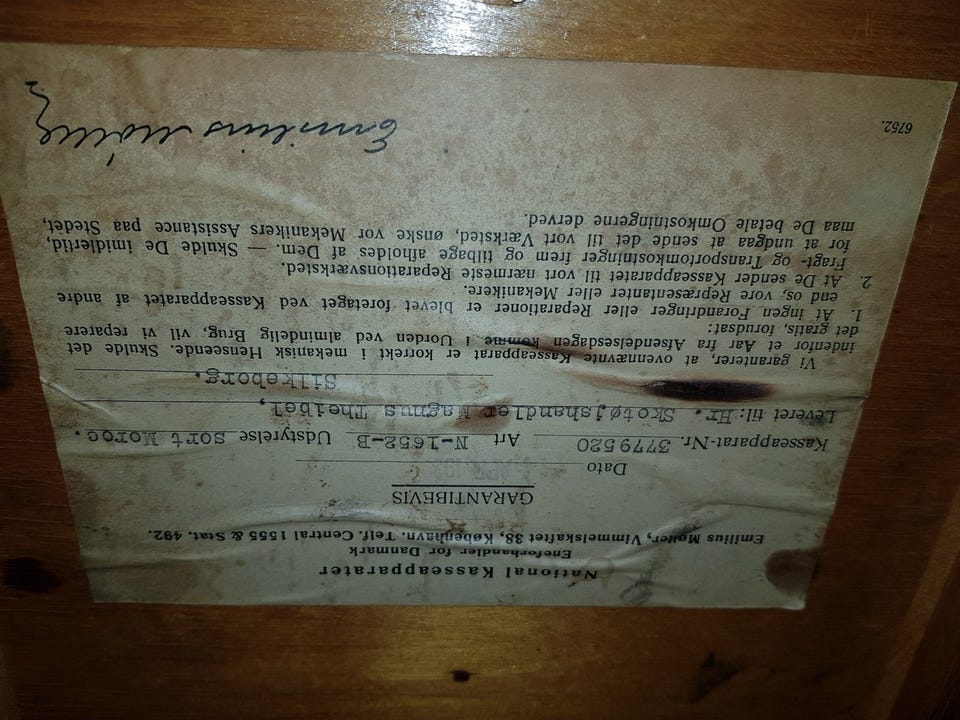 National Kasseapparater
Eneforhandler for Danmark
Emilius Møller, Vimmelskaftet 38, København. Telf. Central 1555 & Stat. 492.
GARANTIBEVIS
Dato
Kasseapparat-Nr. 3779520 Art N-1652-B Udstyrelse sort Moroc.
Leveret til: Hr. Skotøjshandler Magnus Theibel,
Silkeborg.
Vi garanterer, at ovennævnte Kasseapparat er korrekt i mekanisk Henseende. Skulde det
indenfor et Aar fra Afsendelsesdagen komme i Uorden ved almindelig Brug, vil vi reparere
det gratis, forudsat:
1. At ingen Forandringer eller Reparationer er blevet foretaget ved Kasseapparatet af andre
end os, vore Repræsentanter eller Mekanikere.
2. At De sender Kasseapparatet til vort nærmeste Reparationsværksted.
Fragt- og Transportomkostninger frem og tilbage afholdes af Dem. — Skulde De imidlertid,
for at undgaa at sende det til vort Værksted, ønske vor Mekanikers Assistance paa Stedet,
maa De betale Omkostningerne derved.
6752.
Emilius Møller